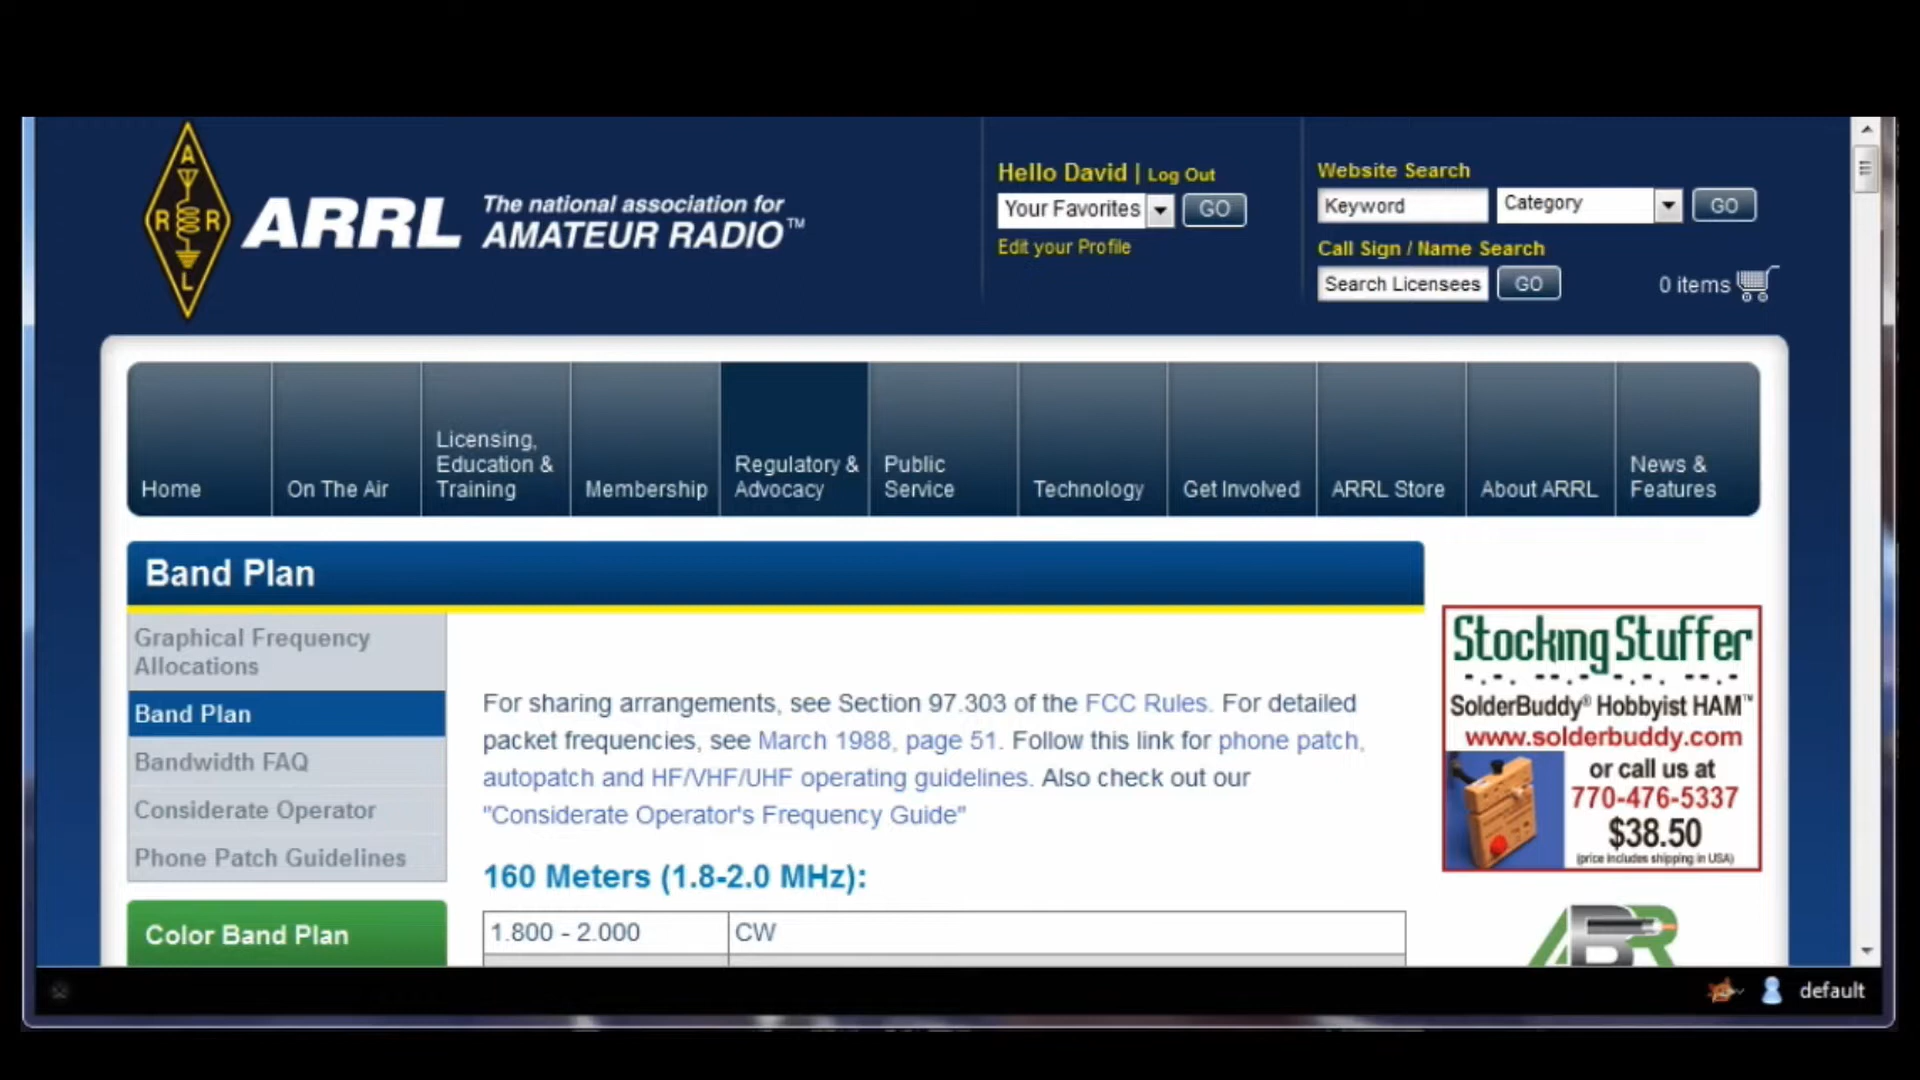 A
R R
L
ARRL
The national association for
AMATEUR RADIO™
Hello David | Log Out
Your Favorites GO
Edit your Profile
Website Search
Keyword Category GO
Call Sign / Name Search
Search Licensees GO
0 items
Home
On The Air
Licensing,
Education &
Training
Membership
Regulatory &
Advocacy
Public
Service
Technology
Get Involved
ARRL Store
About ARRL
News &
Features
Band Plan
Graphical Frequency
Allocations
Band Plan
Bandwidth FAQ
Considerate Operator
Phone Patch Guidelines
Color Band Plan
For sharing arrangements, see Section 97.303 of the FCC Rules. For detailed
packet frequencies, see March 1988, page 51. Follow this link for phone patch,
autopatch and HF/VHF/UHF operating guidelines. Also check out our
"Considerate Operator's Frequency Guide"
160 Meters (1.8-2.0 MHz):
1.800 - 2.000 CW
Stocking Stuffer
SolderBuddy® Hobbyist HAM™
www.solderbuddy.com
or call us at
770-476-5337
$38.50
(price includes shipping in USA)
ABR
default